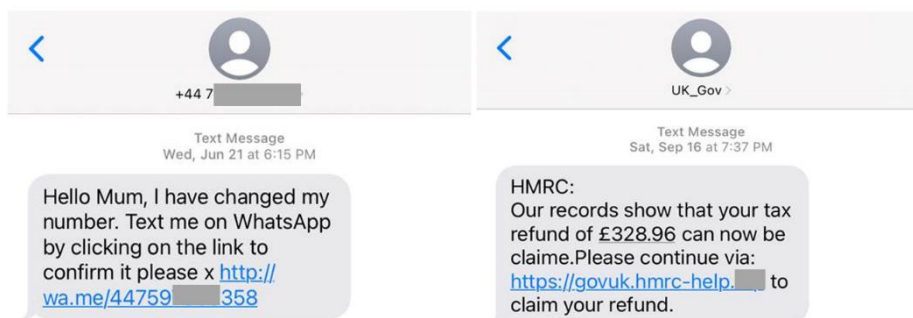 +44 7
Text Message
Wed, Jun 21 at 6:15 PM
Hello Mum, I have changed my
number. Text me on WhatsApp
by clicking on the link to
confirm it please x http://
wa.me/44759 358
UK_Gov
Text Message
Sat, Sep 16 at 7:37 PM
HMRC:
Our records show that your tax
refund of £328.96 can now be
claime.Please continue via:
https://govuk.hmrc-help. to
claim your refund.